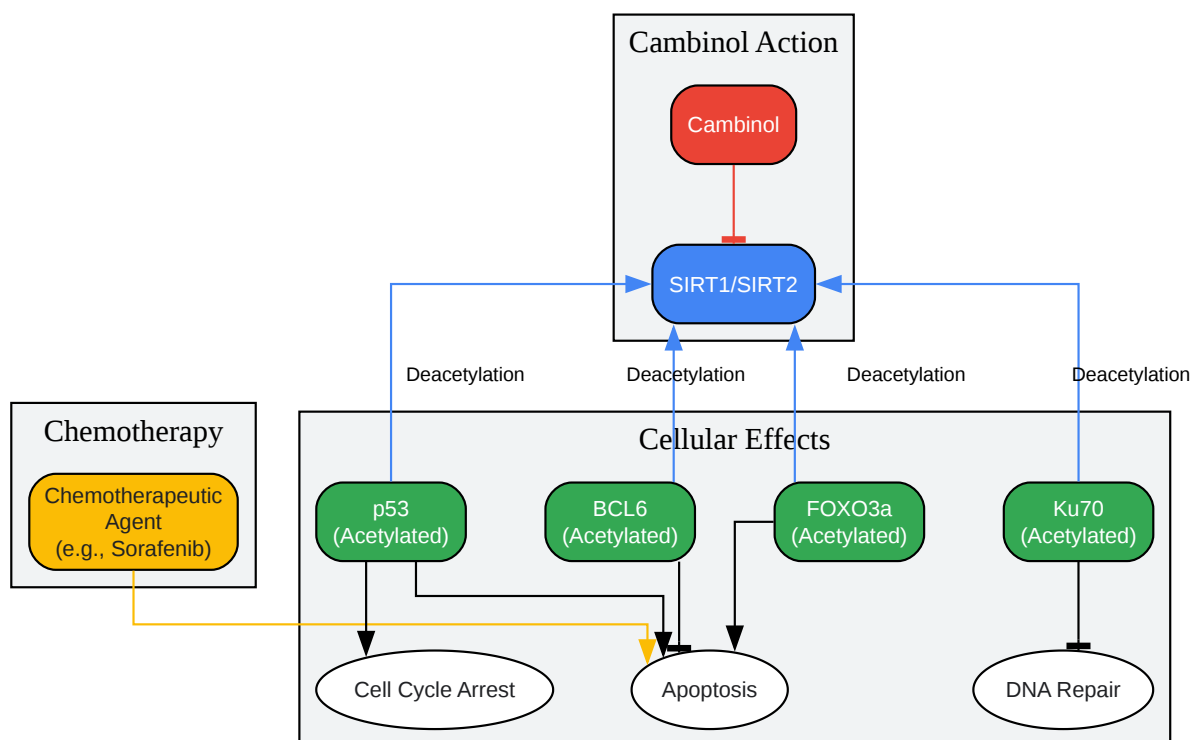 Cambinol Action
Cambinol
SIRT1/SIRT2
Deacetylation
Deacetylation
Deacetylation
Deacetylation
Chemotherapy
Chemotherapeutic
Agent
(e.g., Sorafenib)
Cellular Effects
p53
(Acetylated)
BCL6
(Acetylated)
FOXO3a
(Acetylated)
Ku70
(Acetylated)
Cell Cycle Arrest
Apoptosis
DNA Repair